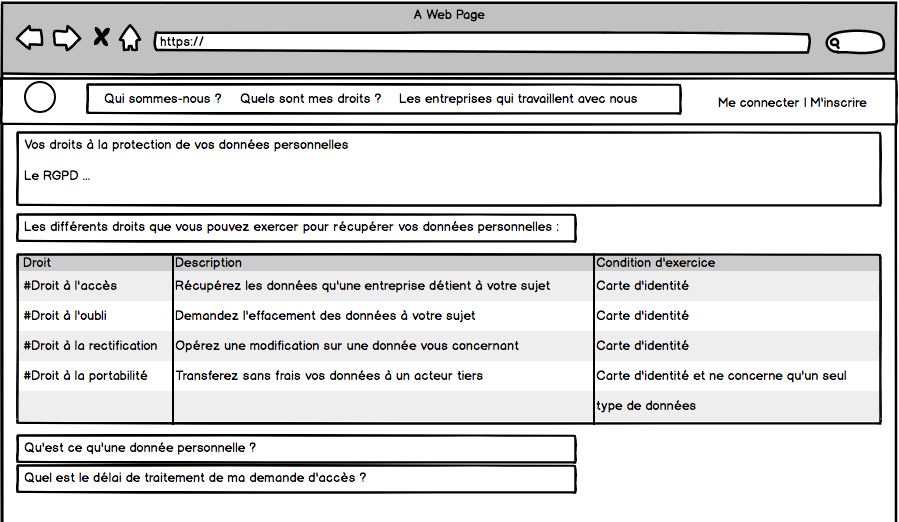 A Web Page
https://
Qui sommes-nous ? Quels sont mes droits ? Les entreprises qui travaillent avec nous
Me connecter | M'inscrire
Vos droits à la protection de vos données personnelles
Le RGPD ...
Les différents droits que vous pouvez exercer pour récupérer vos données personnelles :
Droit Description Condition d'exercice
#Droit à l'accès Récupérez les données qu'une entreprise détient à votre sujet Carte d'identité
#Droit à l'oubli Demandez l'effacement des données à votre sujet Carte d'identité
#Droit à la rectification Opérez une modification sur une donnée vous concernant Carte d'identité
#Droit à la portabilité Transferez sans frais vos données à un acteur tiers Carte d'identité et ne concerne qu'un seul
type de données
Qu'est ce qu'une donnée personnelle ?
Quel est le délai de traitement de ma demande d'accès ?